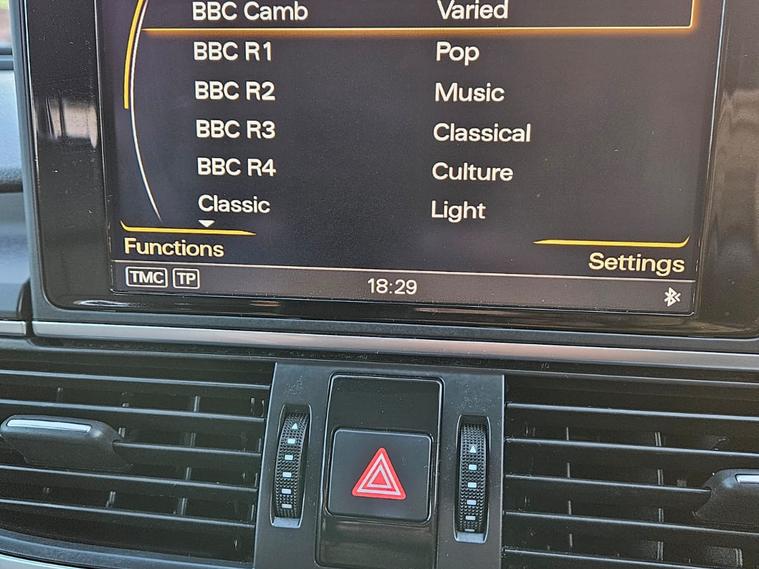 BBC Camb Varied
BBC R1 Pop
BBC R2 Music
BBC R3 Classical
BBC R4 Culture
Classic Light
Functions Settings
TMC TP 18:29